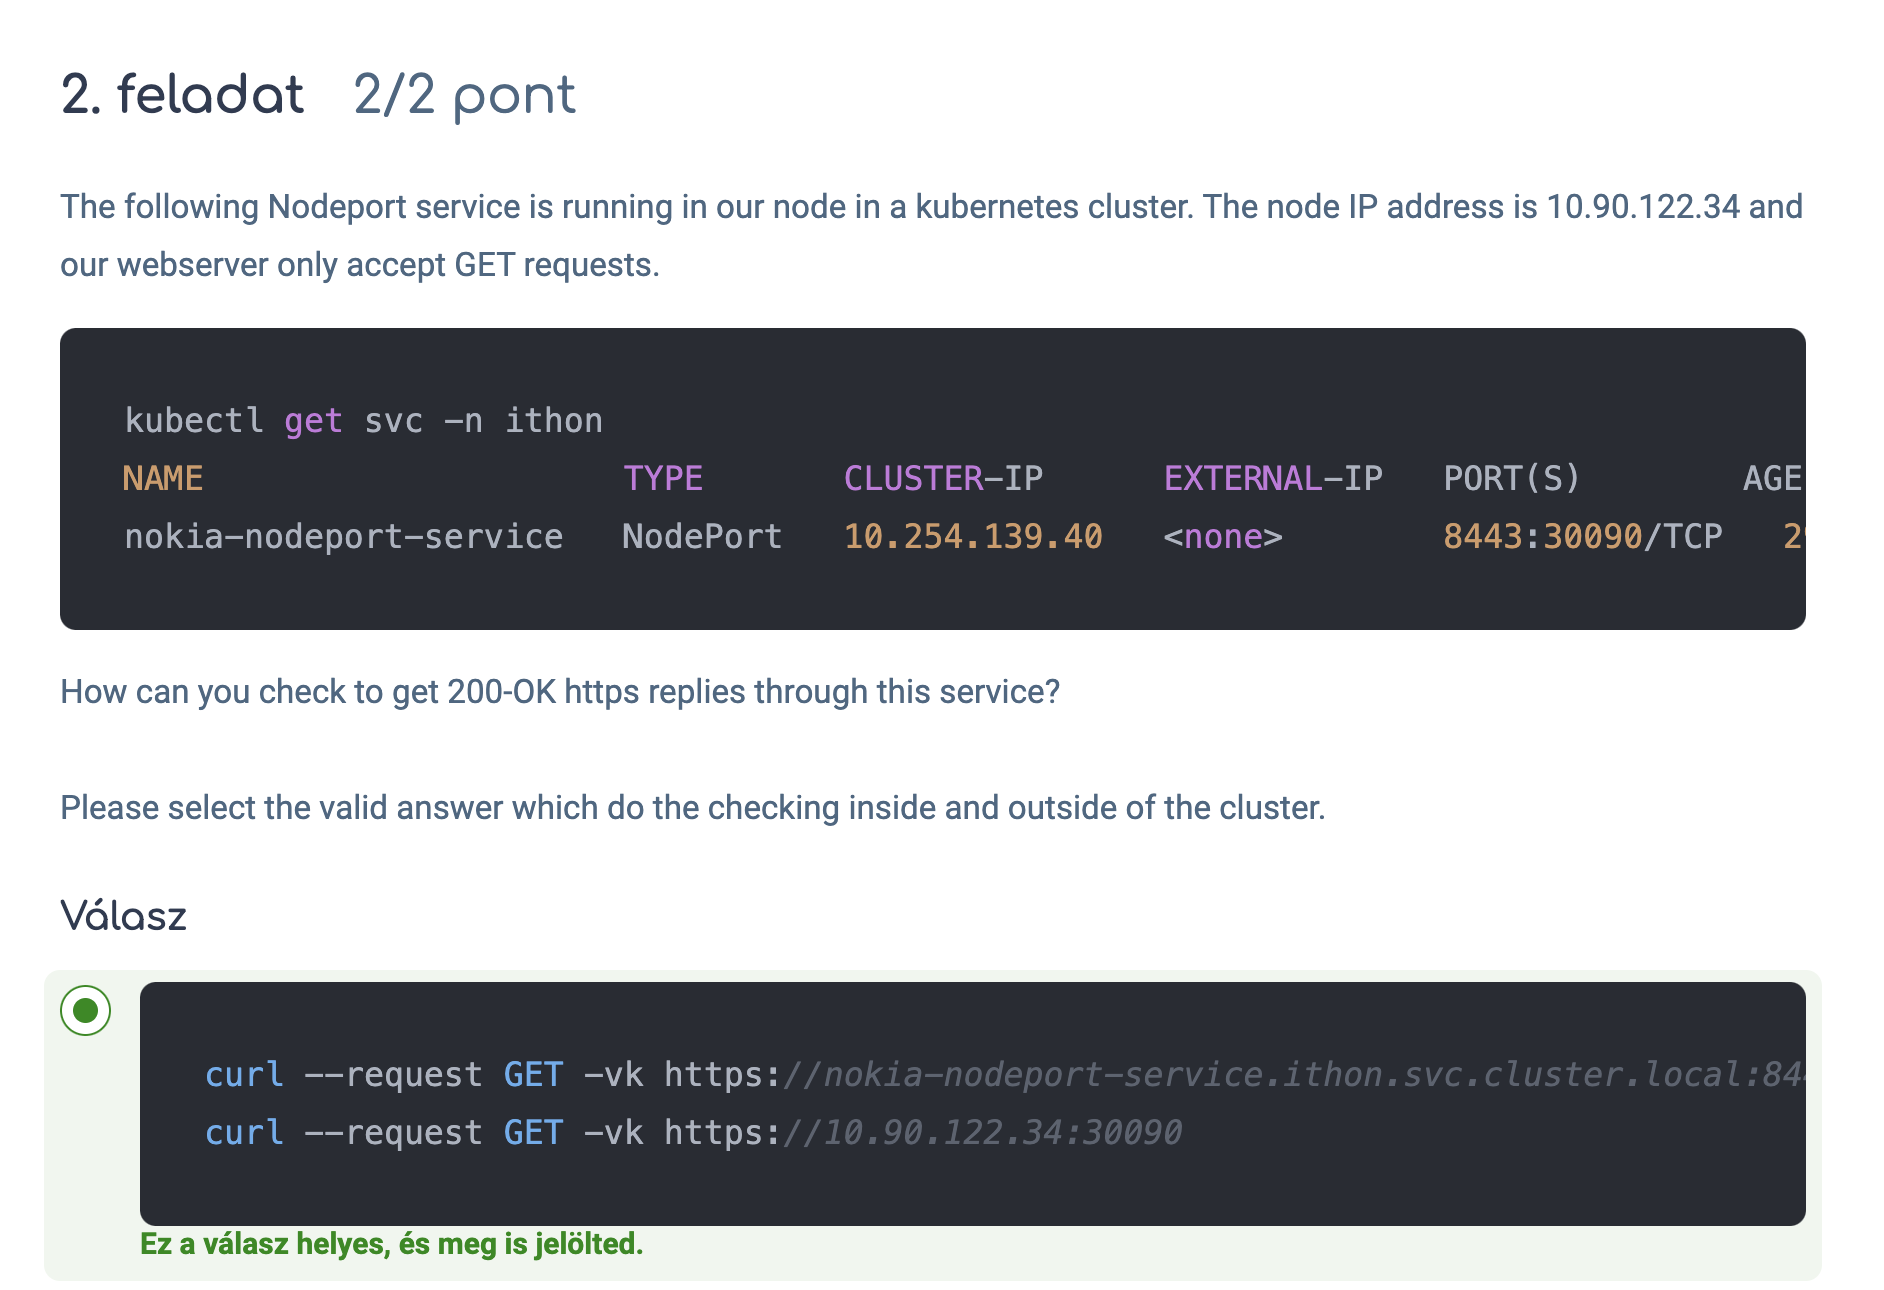 2. feladat 2/2 pont
The following Nodeport service is running in our node in a kubernetes cluster. The node IP address is 10.90.122.34 and
our webserver only accept GET requests.
kubectl get svc -n ithon
NAME TYPE CLUSTER-IP EXTERNAL-IP PORT(S) AGE
nokia-nodeport-service NodePort 10.254.139.40 <none> 8443:30090/TCP 2
How can you check to get 200-OK https replies through this service?
Please select the valid answer which do the checking inside and outside of the cluster.
Válasz
curl --request GET -vk https://nokia-nodeport-service.ithon.svc.cluster.local:84
curl --request GET -vk https://10.90.122.34:30090
Ez a válasz helyes, és meg is jelölted.